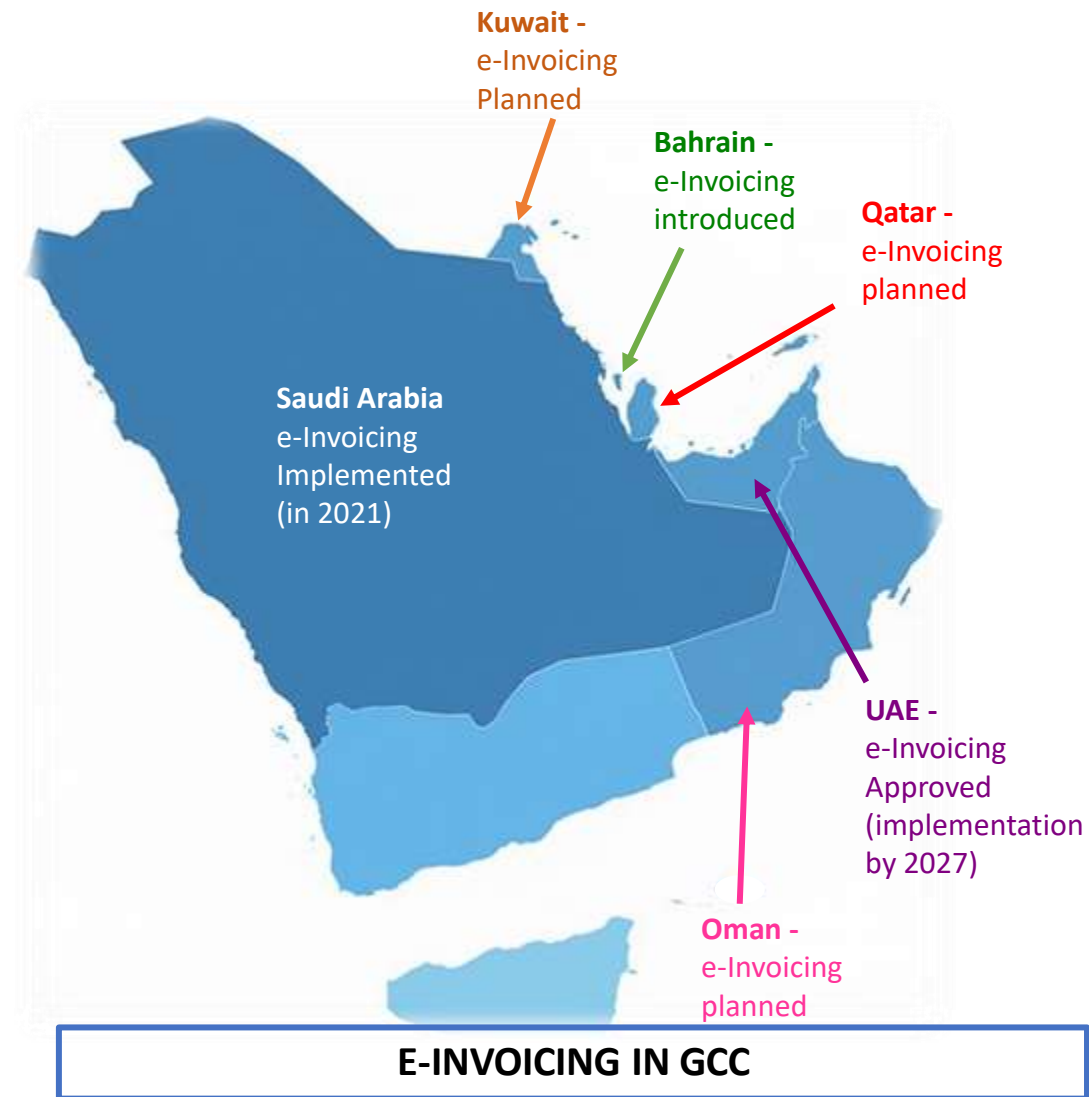 Kuwait -
e-Invoicing
Planned
Bahrain -
e-Invoicing
introduced
Qatar -
e-Invoicing
planned
Saudi Arabia
e-Invoicing
Implemented
(in 2021)
UAE -
e-Invoicing
Approved
(implementation
by 2027)
Oman -
e-Invoicing
planned
E-INVOICING IN GCC